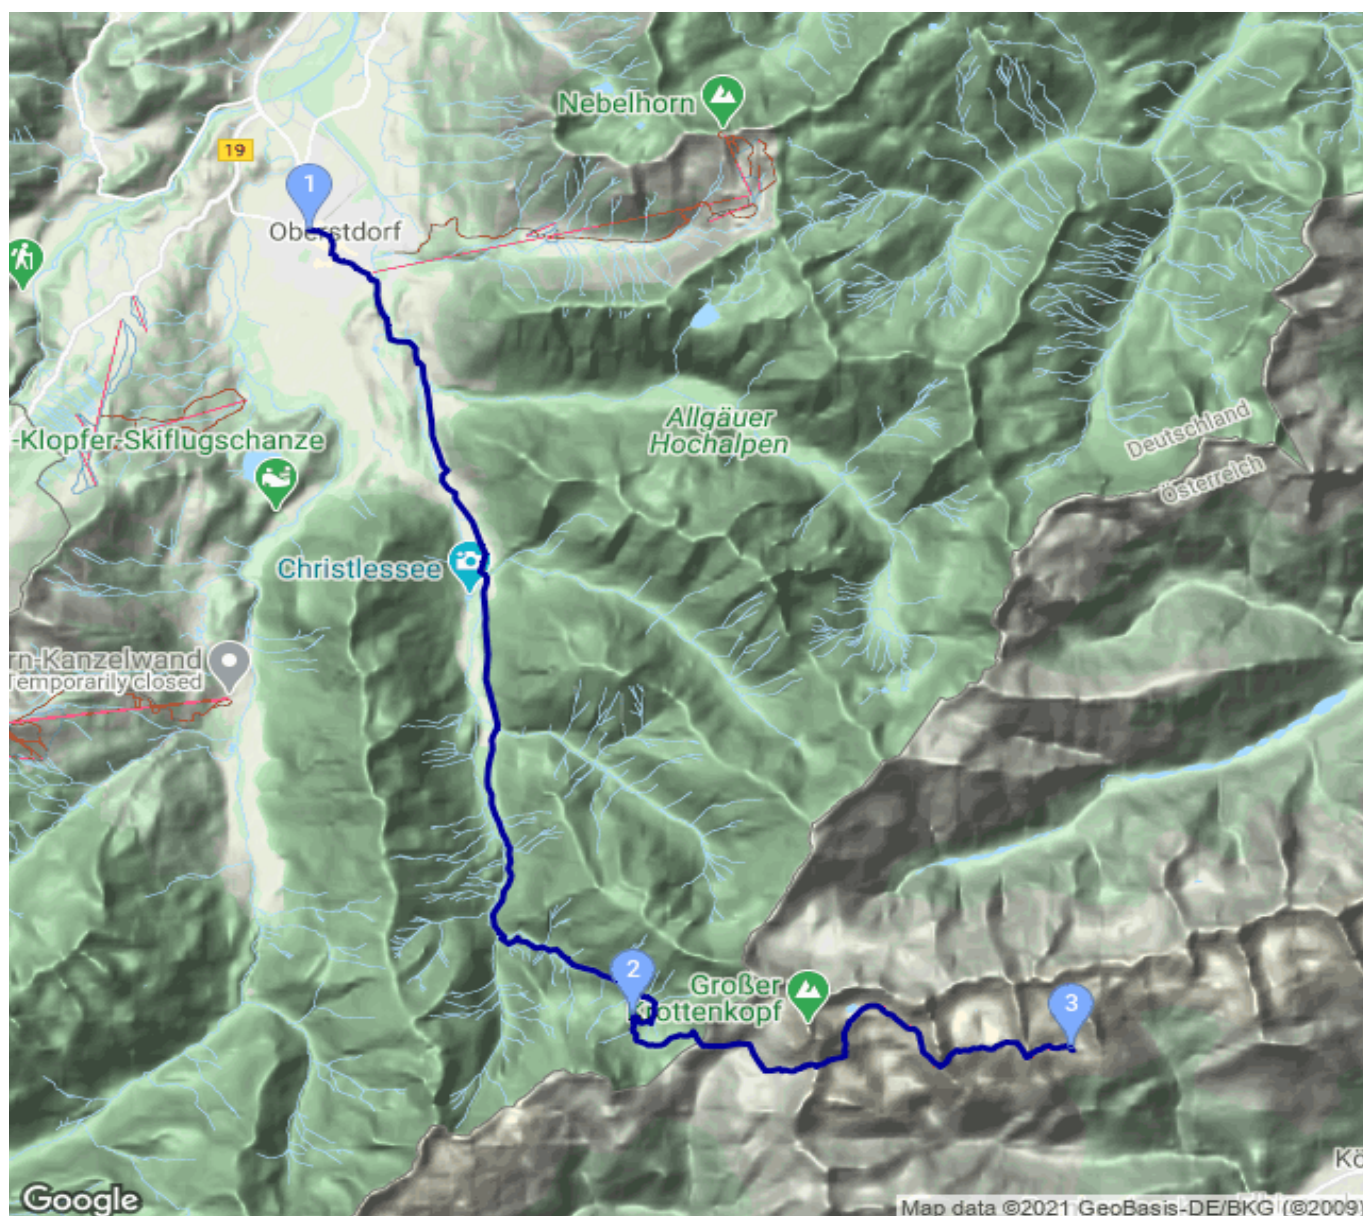 Nebelhorn
19
1
Oberstdorf
Allgäuer
Hochalpen
Deutschland
Österreich
-Klopfer-Skiflugschanze
Christlessee
rn-Kanzelwand
Temporarily closed
2
Großer
Krottenkopf
3
Kö
Google
Map data ©2021 GeoBasis-DE/BKG (©2009)